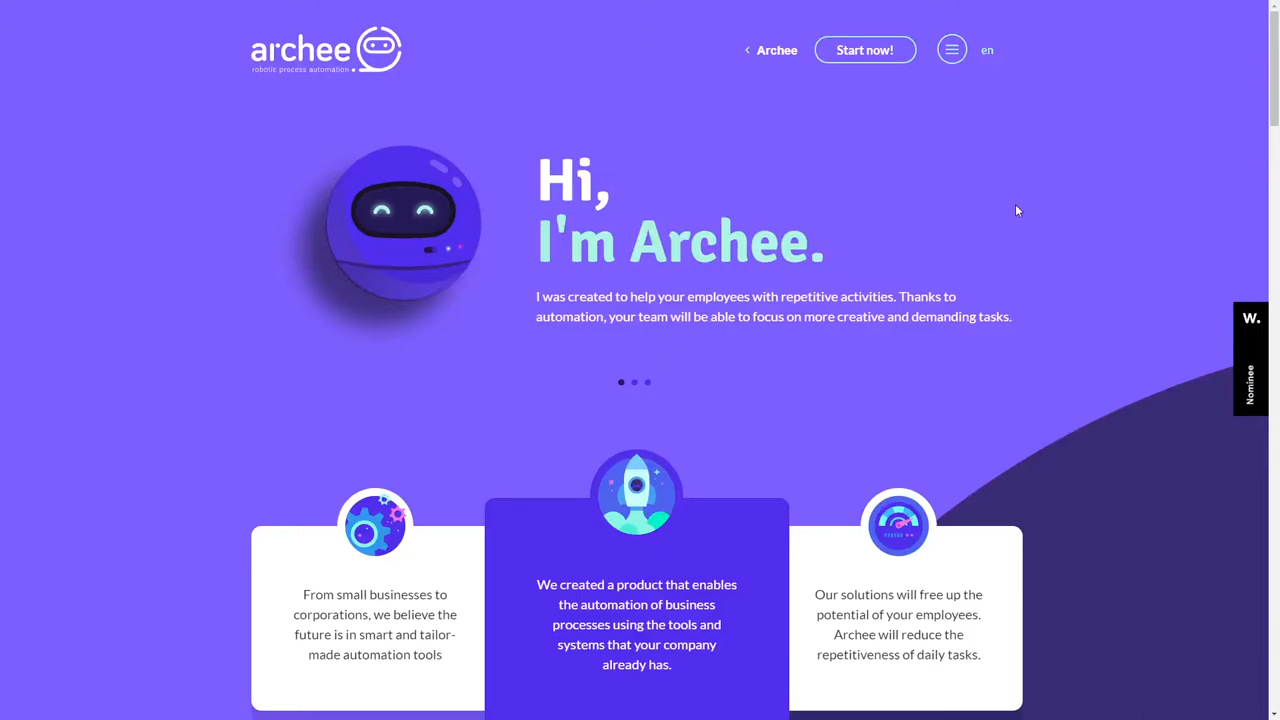 archee
robotic process automation
Archee
Start now!
en
Hi,
I'm Archee.
I was created to help your employees with repetitive activities. Thanks to
automation, your team will be able to focus on more creative and demanding tasks.
W.
Nominee
From small businesses to
corporations, we believe the
future is in smart and tailor-
made automation tools
We created a product that enables
the automation of business
processes using the tools and
systems that your company
already has.
Our solutions will free up the
potential of your employees.
Archee will reduce the
repetitiveness of daily tasks.